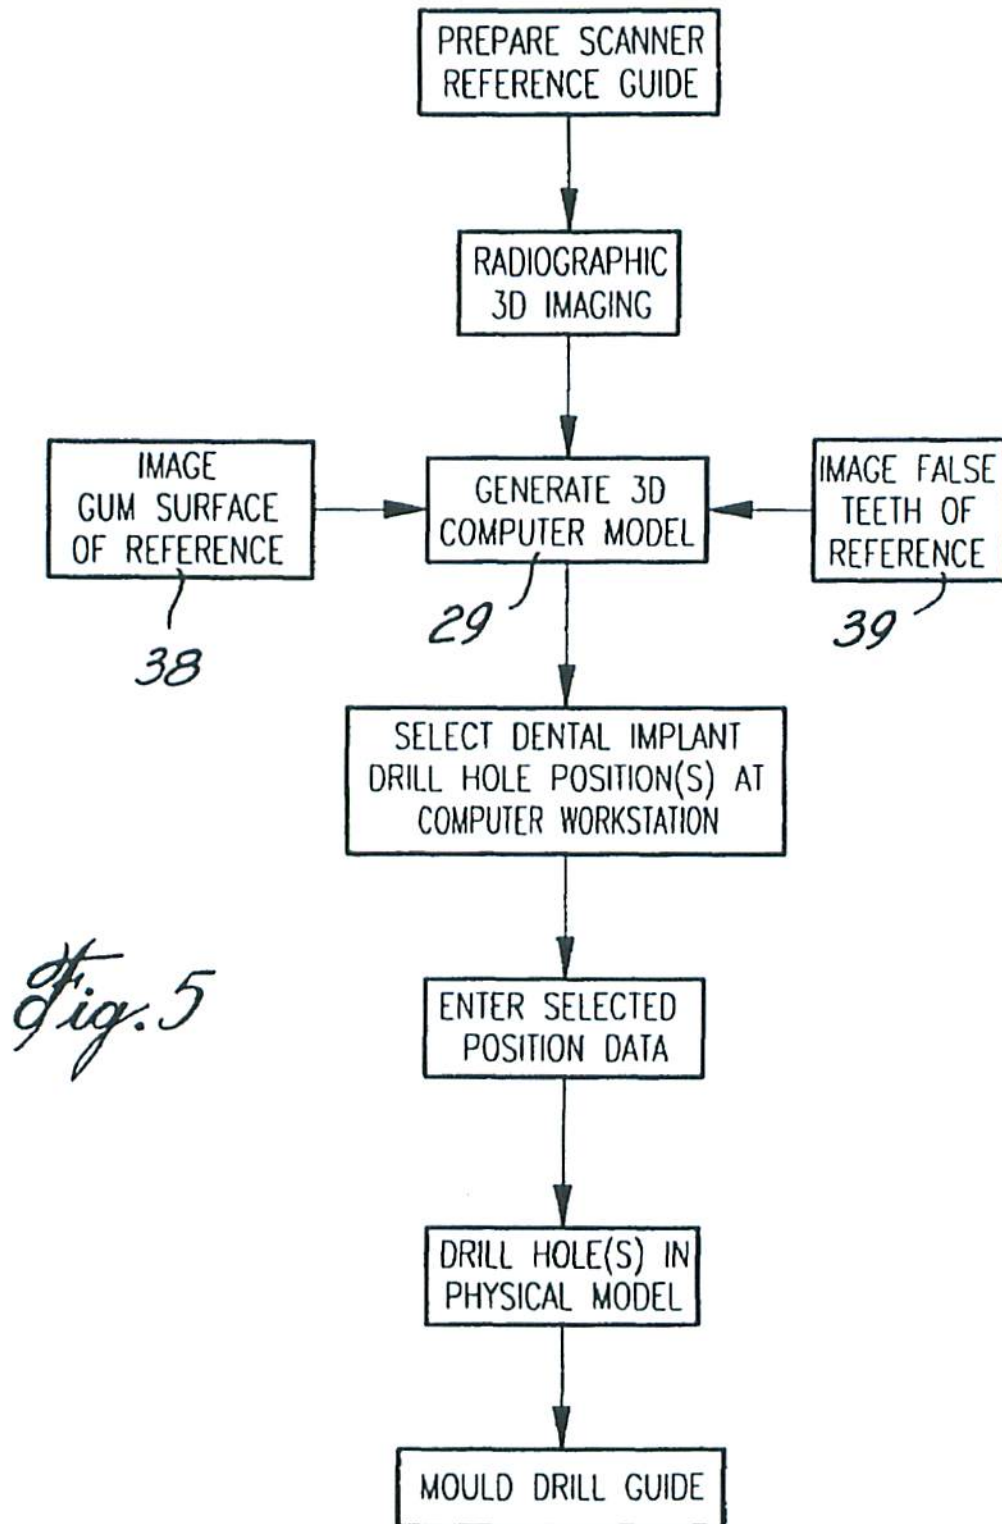 PREPARE SCANNER
REFERENCE GUIDE
RADIOGRAPHIC
3D IMAGING
IMAGE
GUM SURFACE
OF REFERENCE
38
GENERATE 3D
COMPUTER MODEL
29
IMAGE FALSE
TEETH OF
REFERENCE
39
SELECT DENTAL IMPLANT
DRILL HOLE POSITION(S) AT
COMPUTER WORKSTATION
Fig. 5
ENTER SELECTED
POSITION DATA
DRILL HOLE(S) IN
PHYSICAL MODEL
MOULD DRILL GUIDE